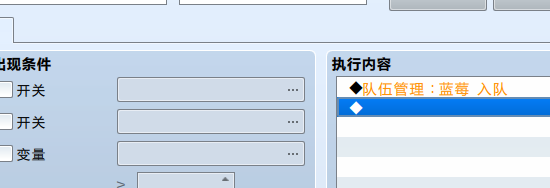 出现条件
开关 ...
开关 ...
变量 ...
>
执行内容
◆队伍管理：蓝莓 入队
◆